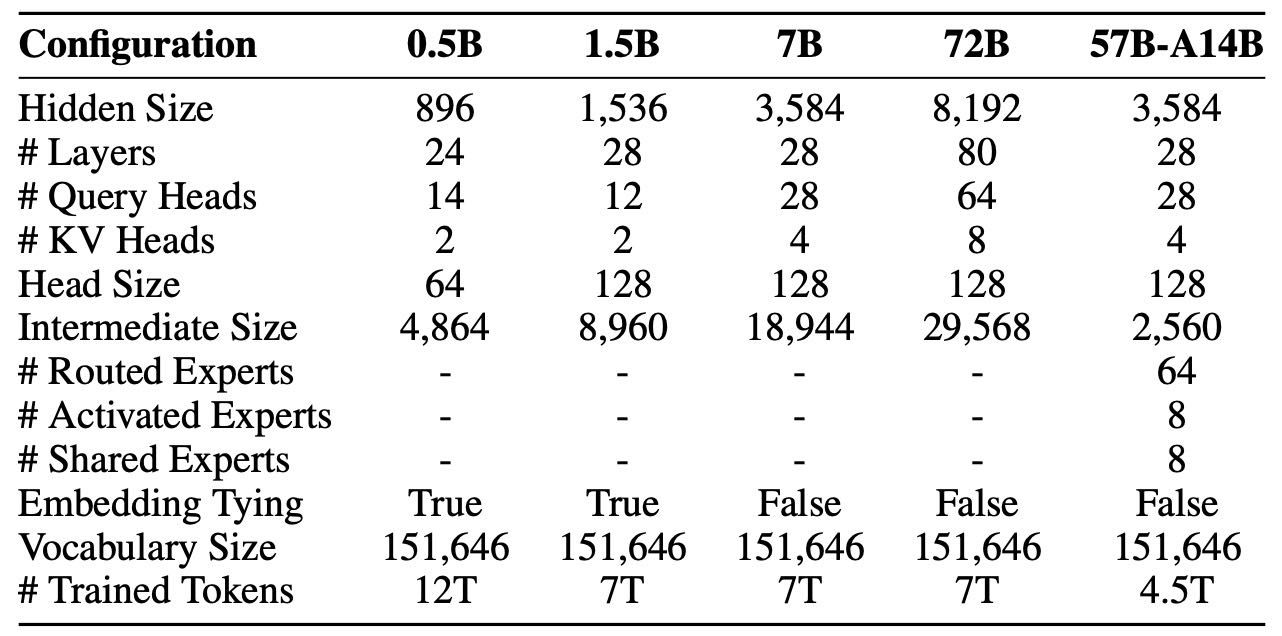 Configuration 0.5B 1.5B 7B 72B 57B-A14B
Hidden Size 896 1,536 3,584 8,192 3,584
# Layers 24 28 28 80 28
# Query Heads 14 12 28 64 28
# KV Heads 2 2 4 8 4
Head Size 64 128 128 128 128
Intermediate Size 4,864 8,960 18,944 29,568 2,560
# Routed Experts - - - - 64
# Activated Experts - - - - 8
# Shared Experts - - - - 8
Embedding Tying True True False False False
Vocabulary Size 151,646 151,646 151,646 151,646 151,646
# Trained Tokens 12T 7T 7T 7T 4.5T